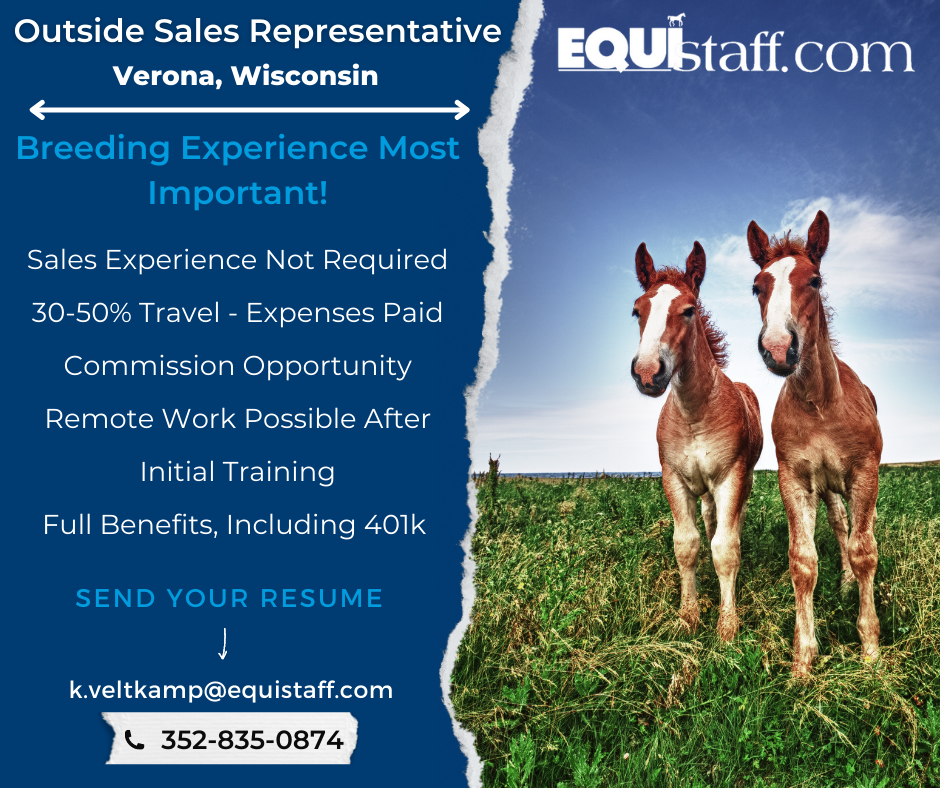 Outside Sales Representative
Verona, Wisconsin
Breeding Experience Most
Important!
Sales Experience Not Required
30-50% Travel - Expenses Paid
Commission Opportunity
Remote Work Possible After
Initial Training
Full Benefits, Including 401k
SEND YOUR RESUME
k.veltkamp@equistaff.com
352-835-0874
EQUIstaff.com